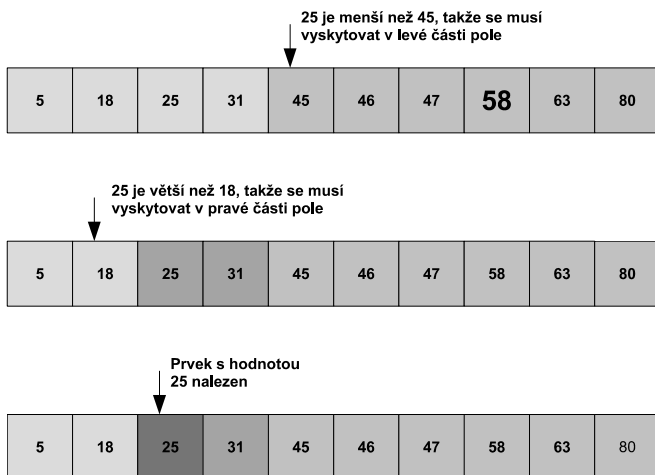 25 je menší než 45, takže se musí
vyskytovat v levé části pole
5 18 25 31 45 46 47 58 63 80
25 je větší než 18, takže se musí
vyskytovat v pravé části pole
5 18 25 31 45 46 47 58 63 80
Prvek s hodnotou
25 nalezen
5 18 25 31 45 46 47 58 63 80